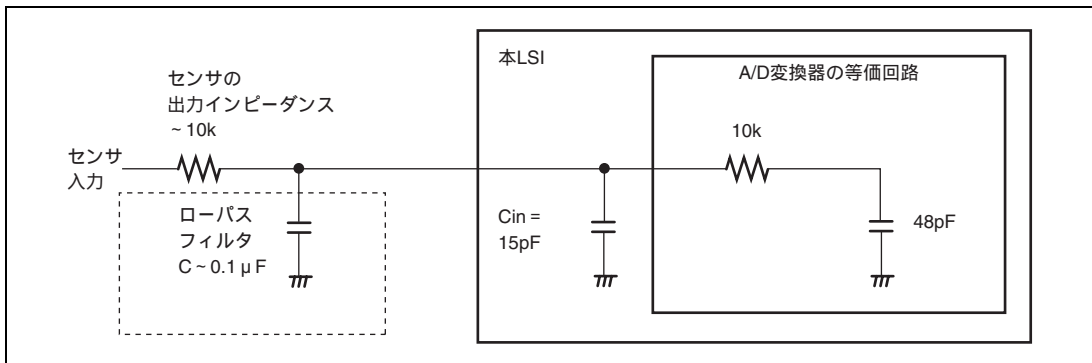 本LSI
A/D変換器の等価回路
センサの
出力インピーダンス
~ 10k
10k
センサ
入力
ローパス
フィルタ
C ~ 0.1 μ F
Cin =
15pF
48pF